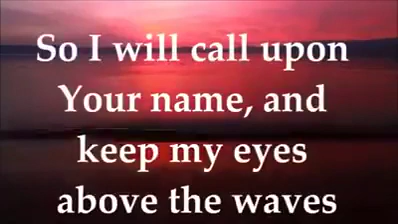 So I will call upon
Your name, and
keep my eyes
above the waves